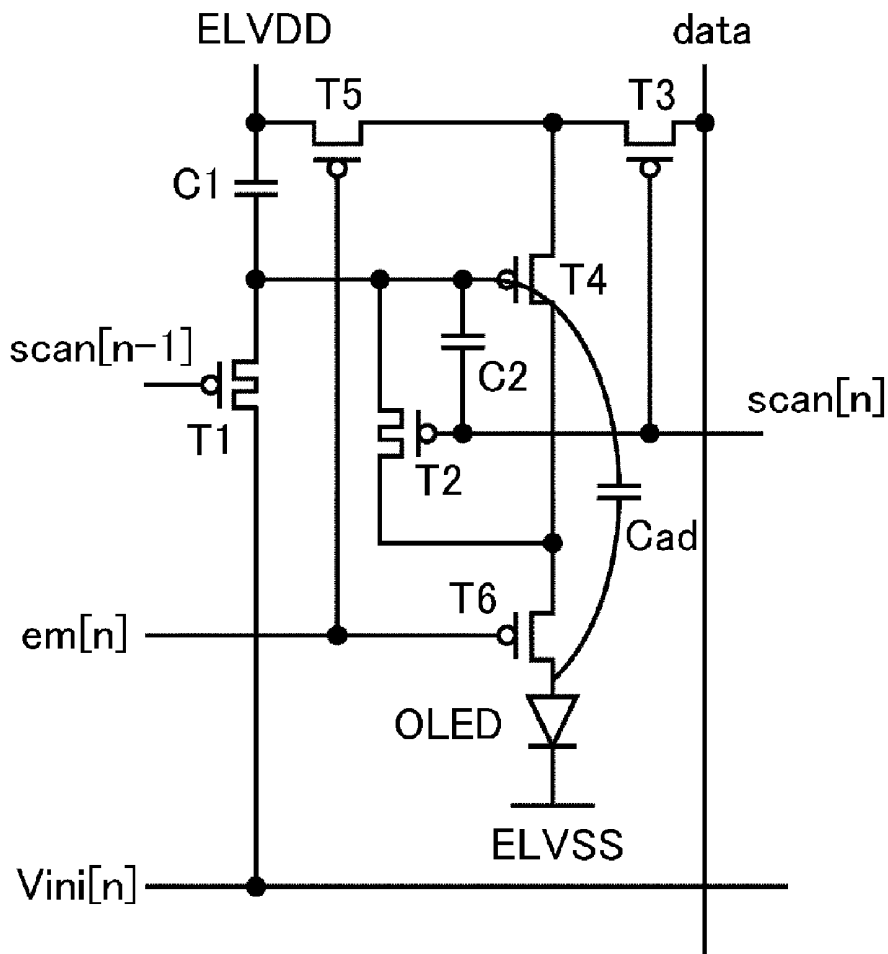 ELVDD
data
T5
T3
C1
T4
scan[n-1]
C2
scan[n]
T1
T2
Cad
T6
em[n]
OLED
ELVSS
Vini[n]